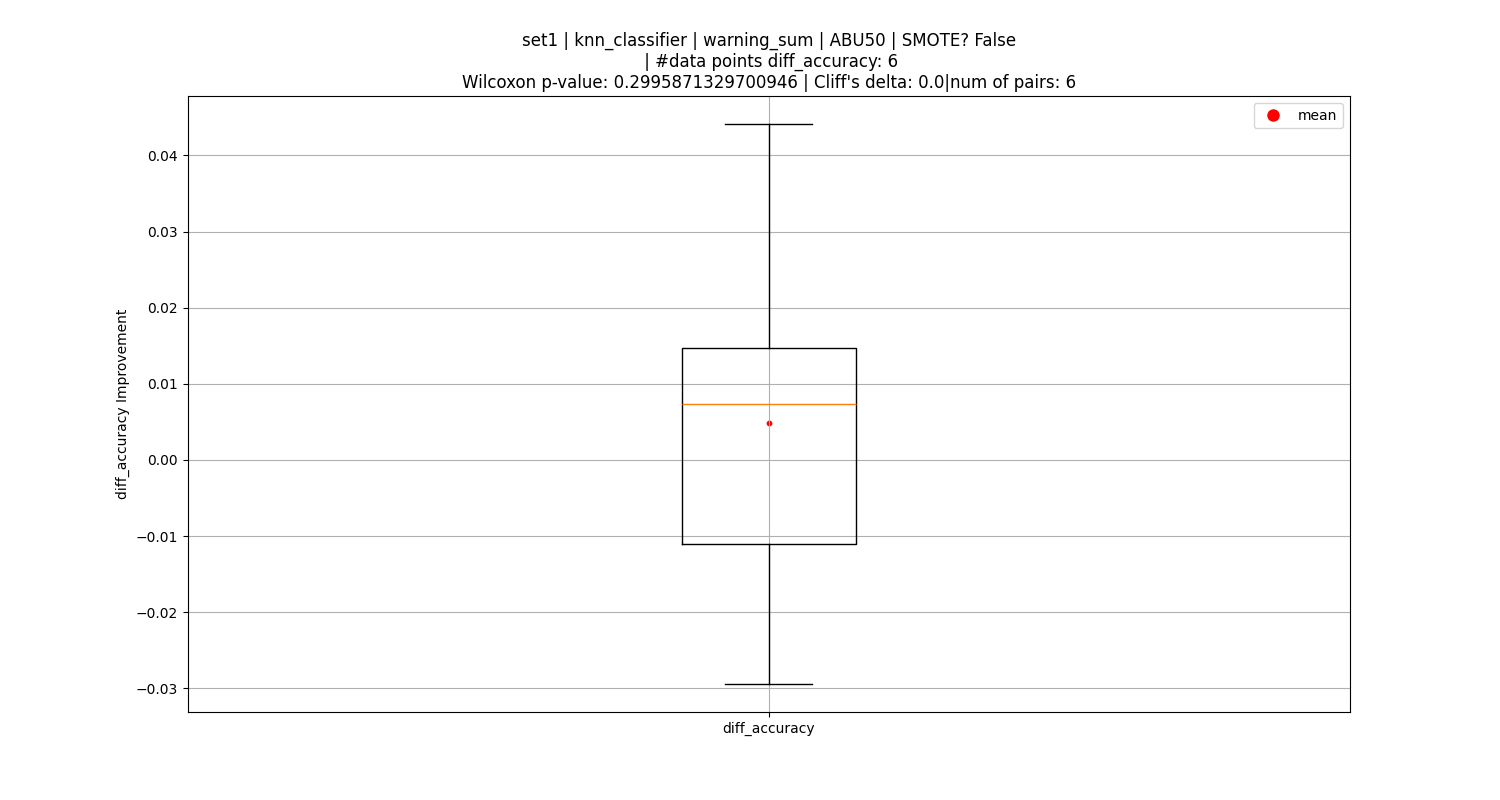 set1 | knn_classifier | warning_sum | ABU50 | SMOTE? False
| #data points diff_accuracy: 6
Wilcoxon p-value: 0.2995871329700946 | Cliff's delta: 0.0|num of pairs: 6
mean
0.04
0.03
0.02
0.01
0.00
−0.01
−0.02
−0.03
diff_accuracy Improvement
diff_accuracy